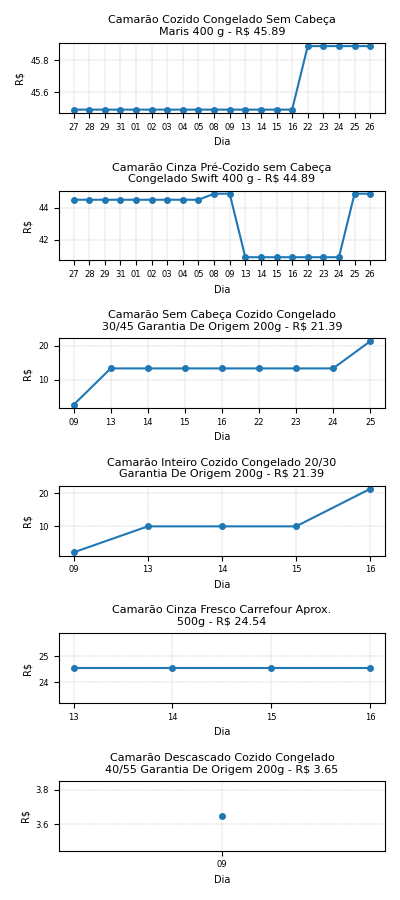 Camarão Cozido Congelado Sem Cabeça
Maris 400 g - R$ 45.89
45.8
45.6
R$
27 28 29 31 01 02 03 04 05 08 09 13 14 15 16 22 23 24 25 26
Dia
Camarão Cinza Pré-Cozido sem Cabeça
Congelado Swift 400 g - R$ 44.89
44
42
R$
27 28 29 31 01 02 03 04 05 08 09 13 14 15 16 22 23 24 25 26
Dia
Camarão Sem Cabeça Cozido Congelado
30/45 Garantia De Origem 200g - R$ 21.39
20
10
R$
09 13 14 15 16 22 23 24 25
Dia
Camarão Inteiro Cozido Congelado 20/30
Garantia De Origem 200g - R$ 21.39
20
10
R$
09 13 14 15 16
Dia
Camarão Cinza Fresco Carrefour Aprox.
500g - R$ 24.54
25
24
R$
13 14 15 16
Dia
Camarão Descascado Cozido Congelado
40/55 Garantia De Origem 200g - R$ 3.65
3.8
3.6
R$
09
Dia